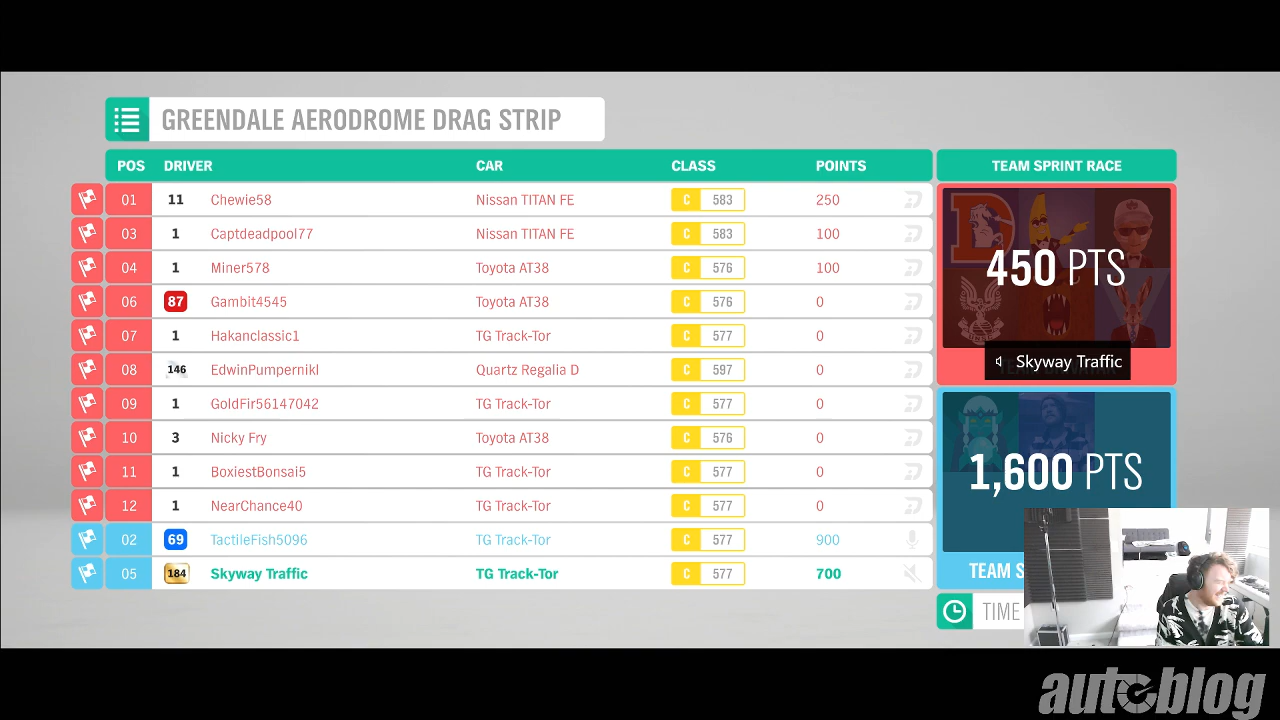 GREENDALE AERODROME DRAG STRIP
POS DRIVER CAR CLASS POINTS TEAM SPRINT RACE
01 11 Chewie58 Nissan TITAN FE C 583 250
03 1 Captdeadpool77 Nissan TITAN FE C 583 100
04 1 Miner578 Toyota AT38 C 576 100
450 PTS
06 87 Gambit4545 Toyota AT38 C 576 0
07 1 Hakanclassic1 TG Track-Tor C 577 0
08 146 EdwinPumpernikl Quartz Regalia D C 597 0
Skyway Traffic
09 1 GoldFir56147042 TG Track-Tor C 577 0
10 3 Nicky Fry Toyota AT38 C 576 0
11 1 BoxiestBonsai5 TG Track-Tor C 577 0
1,600 PTS
12 1 NearChance40 TG Track-Tor C 577 0
02 69 TactileFish5096 TG Track-Tor C 577 900
05 184 Skyway Traffic TG Track-Tor C 577 700
TEAM S
TIME
autoblog